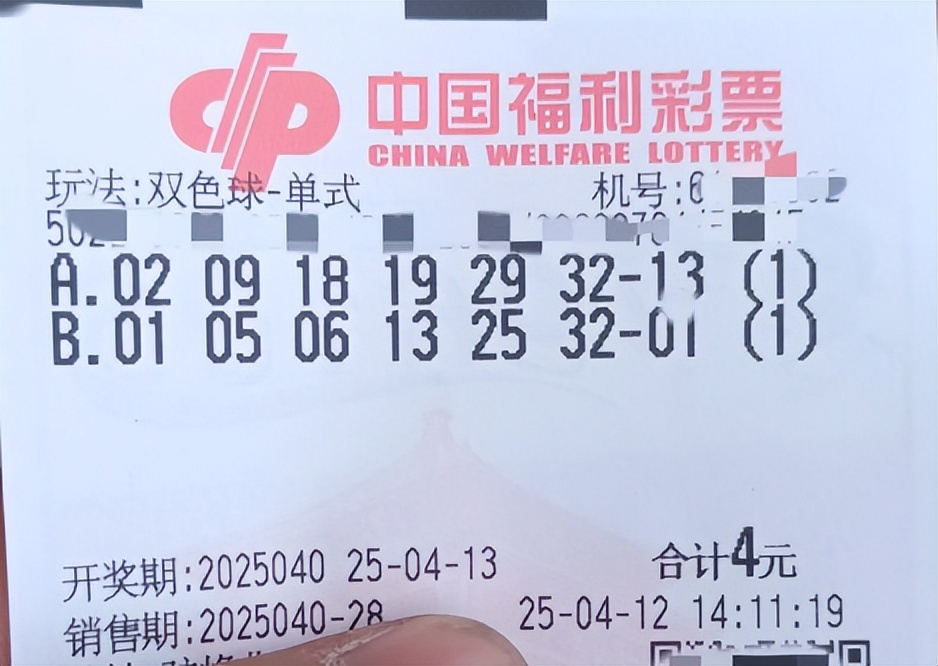 中国福利彩票
CHINA WELFARE LOTTERY
玩法:双色球-单式 机号:6
A.02 09 18 19 29 32-13 (1)
B.01 05 06 13 25 32-01 (1)
开奖期:2025040 25-04-13 合计4元
销售期:2025040-28 25-04-12 14:11:19